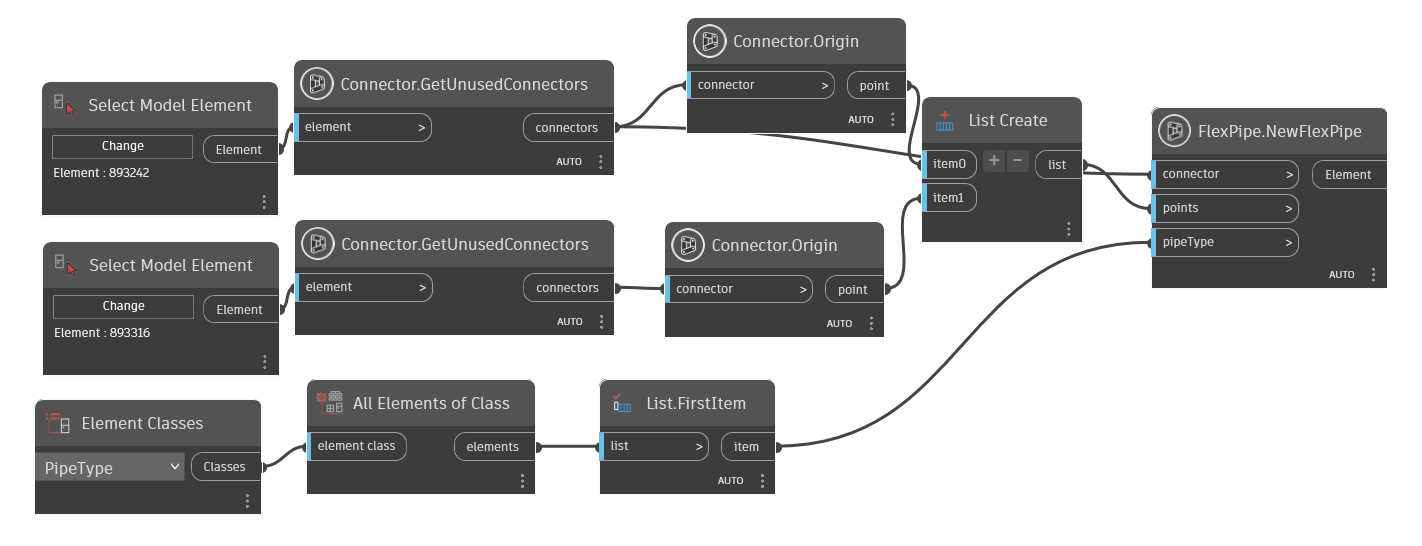 Select Model Element
Change
Element
Element : 893242
Connector.GetUnusedConnectors
element >
connectors
AUTO
Connector.Origin
connector >
point
AUTO
List Create
item0
+ -
list
item1
FlexPipe.NewFlexPipe
connector >
Element
points >
pipeType >
AUTO
Select Model Element
Change
Element
Element : 893316
Connector.GetUnusedConnectors
element >
connectors
AUTO
Connector.Origin
connector >
point
AUTO
Element Classes
PipeType
Classes
All Elements of Class
element class
elements
List.FirstItem
list >
item
AUTO